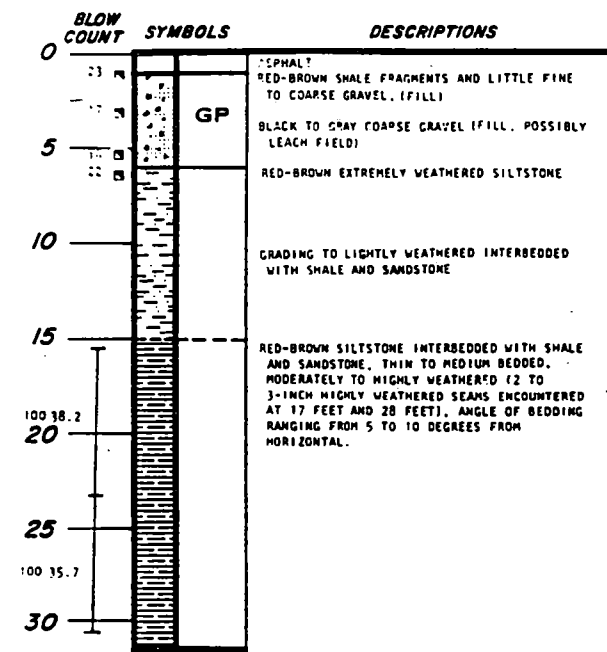 BLOW
COUNT SYMBOLS DESCRIPTIONS
0
ASPHALT
23 RED-BROWN SHALE FRAGMENTS AND LITTLE FINE
TO COARSE GRAVEL. (FILL)
GP
BLACK TO GRAY COARSE GRAVEL (FILL, POSSIBLY
LEACH FIELD)
5
22 RED-BROWN EXTREMELY WEATHERED SILTSTONE
10
GRADING TO LIGHTLY WEATHERED INTERBEDDED
WITH SHALE AND SANDSTONE
15
RED-BROWN SILTSTONE INTERBEDDED WITH SHALE
AND SANDSTONE, THIN TO MEDIUM BEDDED,
MODERATELY TO HIGHLY WEATHERED (2 TO
3-INCH HIGHLY WEATHERED SEAMS ENCOUNTERED
AT 17 FEET AND 28 FEET), ANGLE OF BEDDING
RANGING FROM 5 TO 10 DEGREES FROM
HORIZONTAL.
100 38.2
20
25
100 35.7
30